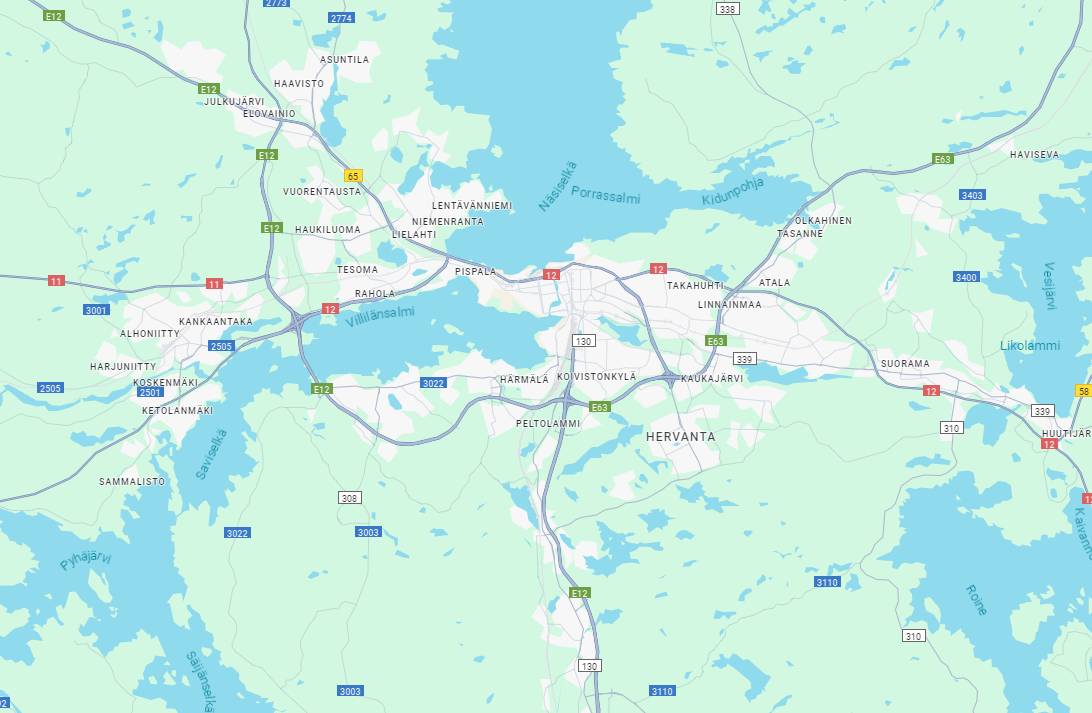 2773
338
E12
2774
ASUNTILA
HAAVISTO
E12
JULKUJÄRVI
ELOVAINIO
E12
HAVISEVA
E63
65
Näsiselkä
Porrassalmi
Kidunpohja
VUORENTAUSTA
3403
LENTÄVÄNNIEMI
NIEMENRANTA
OLKAHINEN
E12
HAUKILUOMA
LIELAHTI
TASANNE
TESOMA
PISPALA
12
12
3400
Vesijärvi
11
11
TAKAHUHTI
ATALA
RAHOLA
LINNAINMAA
3001
12
Villilänsalmi
KANKAANTAKA
ALHONIITTY
2505
130
E63
Likolammi
339
HARJUNIITTY
SUORAMA
KOSKENMÄKI
2505
2501
E12
3022
HÄRMÄLÄ
KOIVISTONKYLÄ
KAUKAJÄRVI
12
58
KETOLANMÄKI
E63
339
PELTOLAMMI
310
HERVANTA
HUUTIJÄR
12
Saviselkä
SAMMALISTO
308
12
3022
3003
Kaivanno
Pyhäjärvi
3110
E12
Roine
310
130
Säijänselkä
3003
3110